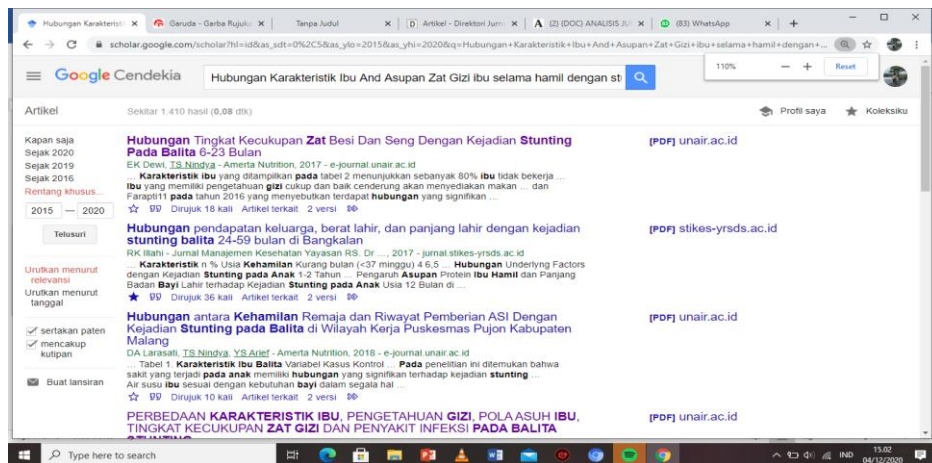 Hubungan Karakterist
Garuda - Garba Rujuk
Tanpa Judul
Artikel - Direktori Jurn
(2) (DOC) ANALISIS JU
(83) WhatsApp
scholar.google.com/scholar?hl=id&as_sdt=0%2C5&as_ylo=2015&as_yhi=2020&q=Hubungan+Karakteristik+Ibu+And+Asupan+Zat+Gizi+ibu+selama+hamil+dengan+...
110% - + Reset
Google Cendekia
Hubungan Karakteristik Ibu And Asupan Zat Gizi ibu selama hamil dengan st
Artikel
Sekitar 1.410 hasil (0,08 dtk)
Profil saya
Koleksiku
Kapan saja
Sejak 2020
Sejak 2019
Sejak 2016
Rentang khusus...
2015 — 2020
Telusuri
Urutkan menurut
relevansi
Urutkan menurut
tanggal
sertakan paten
mencakup
kutipan
Buat lansiran
Hubungan Tingkat Kecukupan Zat Besi Dan Seng Dengan Kejadian Stunting
Pada Balita 6-23 Bulan
EK Dewi, TS Nindya - Amerta Nutrition, 2017 - e-journal.unair.ac.id
... Karakteristik ibu yang ditampilkan pada tabel 2 menunjukkan sebanyak 80% ibu tidak bekerja ...
Ibu yang memiliki pengetahuan gizi cukup dan baik cenderung akan menyediakan makan ... dan
Farapti11 pada tahun 2016 yang menyebutkan terdapat hubungan yang signifikan ...
Dirujuk 18 kali Artikel terkait 2 versi
[PDF] unair.ac.id
Hubungan pendapatan keluarga, berat lahir, dan panjang lahir dengan kejadian
stunting balita 24-59 bulan di Bangkalan
RK Illahi - Jurnal Manajemen Kesehatan Yayasan RS. Dr ..., 2017 - jurnal.stikes-yrsds.ac.id
... Karakteristik n % Usia Kehamilan Kurang bulan (<37 minggu) 4 6,5 ... Hubungan Underlyng Factors
dengan Kejadian Stunting pada Anak 1-2 Tahun ... Pengaruh Asupan Protein Ibu Hamil dan Panjang
Badan Bayi Lahir terhadap Kejadian Stunting pada Anak Usia 12 Bulan di ...
Dirujuk 36 kali Artikel terkait 2 versi
[PDF] stikes-yrsds.ac.id
Hubungan antara Kehamilan Remaja dan Riwayat Pemberian ASI Dengan
Kejadian Stunting pada Balita di Wilayah Kerja Puskesmas Pujon Kabupaten
Malang
DA Larasati, TS Nindya, YS Arief - Amerta Nutrition, 2018 - e-journal.unair.ac.id
... Tabel 1. Karakteristik Ibu Balita Variabel Kasus Kontrol ... Pada penelitian ini ditemukan bahwa
sakit yang terjadi pada anak memiliki hubungan yang signifikan terhadap kejadian stunting ...
Air susu ibu sesuai dengan kebutuhan bayi dalam segala hal ...
Dirujuk 10 kali Artikel terkait 2 versi
[PDF] unair.ac.id
PERBEDAAN KARAKTERISTIK IBU, PENGETAHUAN GIZI, POLA ASUH IBU,
TINGKAT KECUKUPAN ZAT GIZI DAN PENYAKIT INFEKSI PADA BALITA
STUNTING
[PDF] unair.ac.id
Type here to search
IND
15.02
04/12/2020